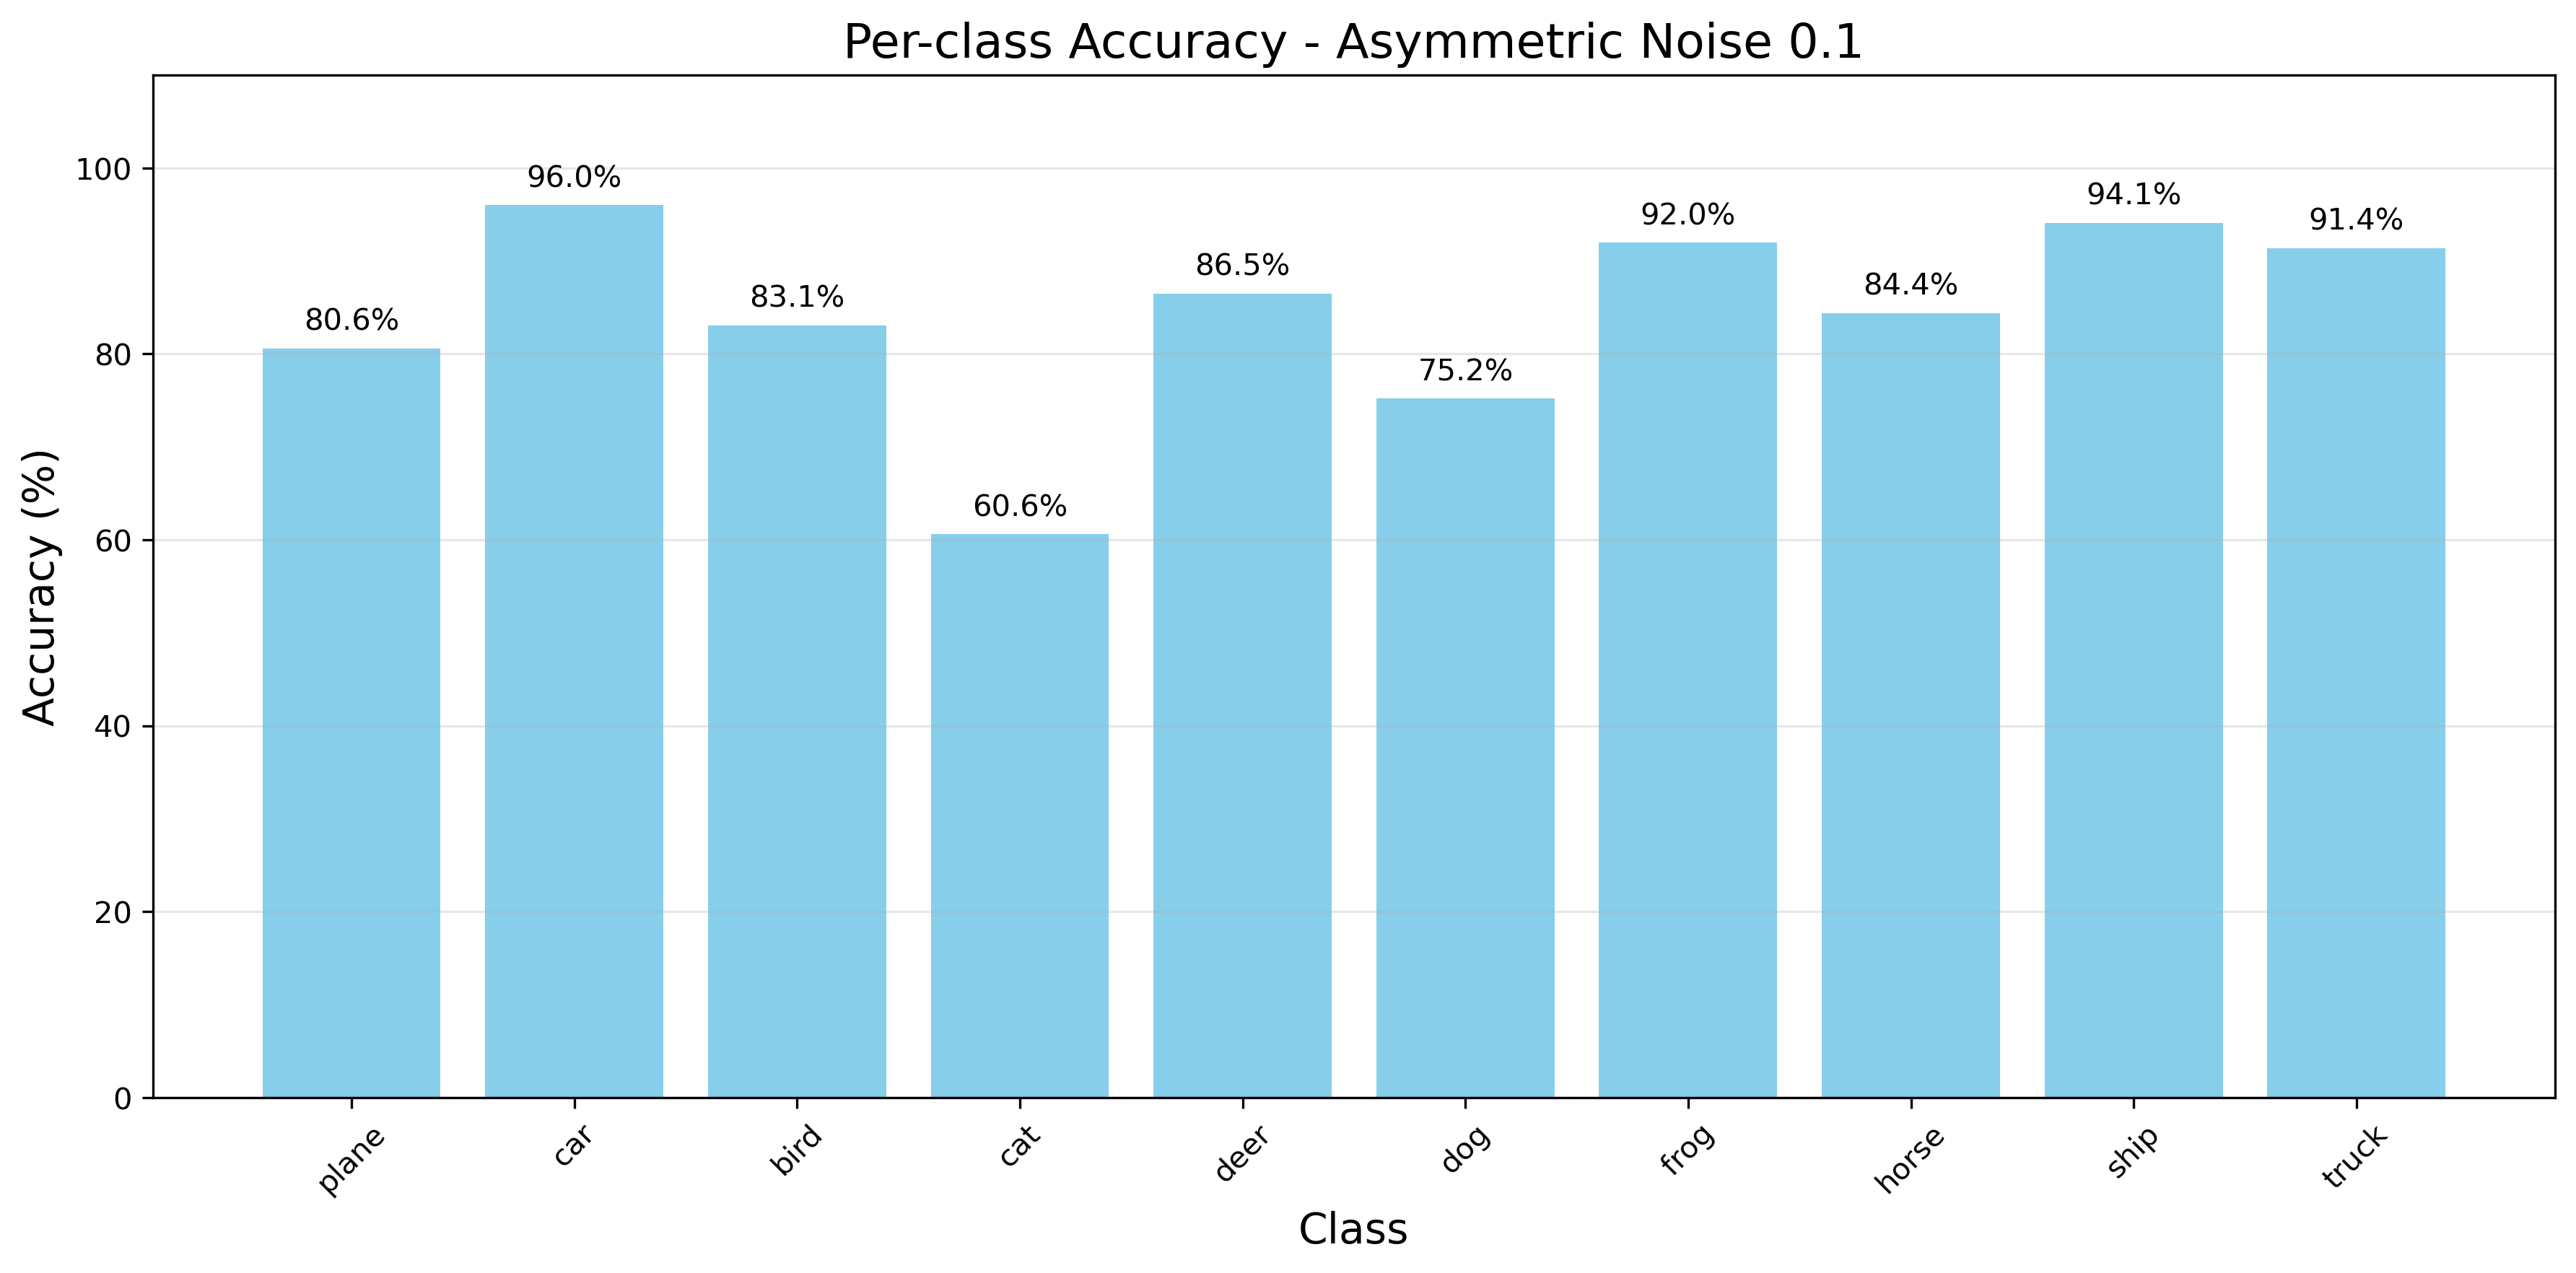 Per-class Accuracy - Asymmetric Noise 0.1
Accuracy (%)
100
80
60
40
20
0
80.6%
96.0%
83.1%
60.6%
86.5%
75.2%
92.0%
84.4%
94.1%
91.4%
plane
car
bird
cat
deer
dog
frog
horse
ship
truck
Class